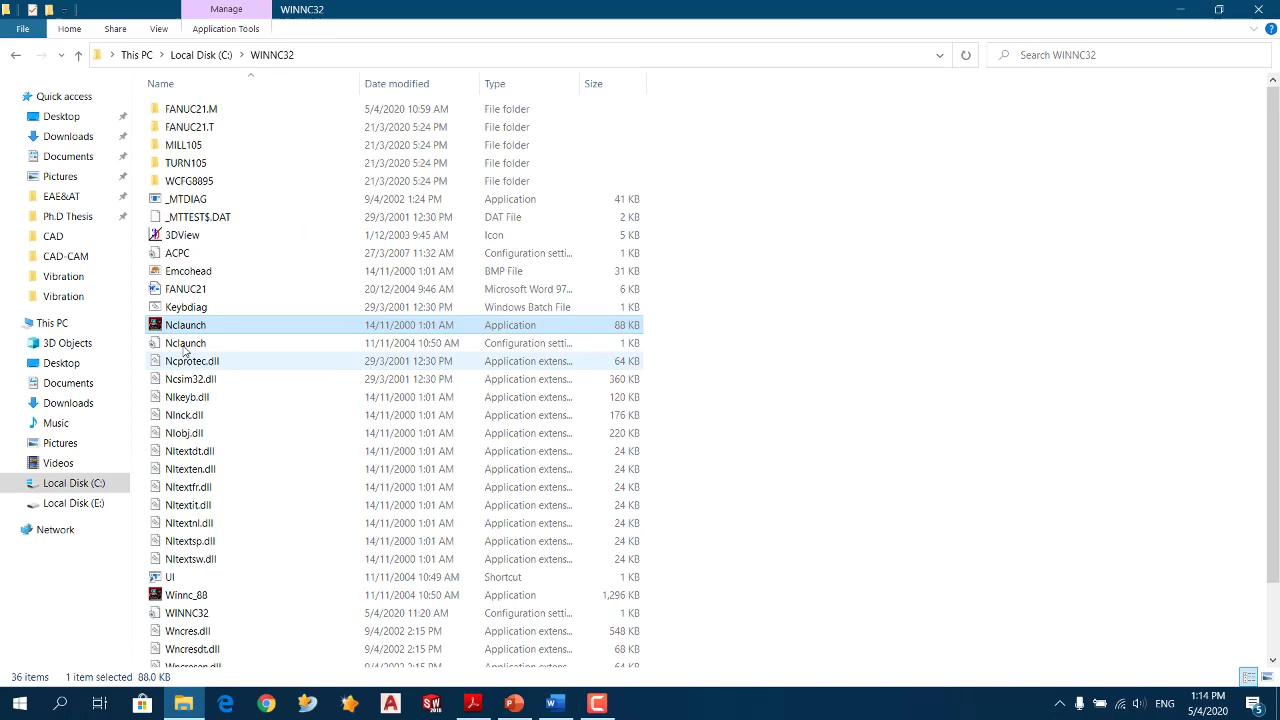 Manage
WINNC32
File
Home
Share
View
Application Tools
This PC
Local Disk (C:)
WINNC32
Search WINNC32
Name
Date modified
Type
Size
Quick access
Desktop
Downloads
Documents
Pictures
EAE&AT
Ph.D Thesis
CAD
CAD-CAM
Vibration
Vibration
This PC
3D Objects
Desktop
Documents
Downloads
Music
Pictures
Videos
Local Disk (C:)
Local Disk (E:)
Network
FANUC21.M 5/4/2020 10:59 AM File folder
FANUC21.T 21/3/2020 5:24 PM File folder
MILL105 21/3/2020 5:24 PM File folder
TURN105 21/3/2020 5:24 PM File folder
WCFG8895 21/3/2020 5:24 PM File folder
_MTDIAG 9/4/2002 1:24 PM Application 41 KB
_MTTEST$.DAT 29/3/2001 12:30 PM DAT File 2 KB
3DView 1/12/2003 9:45 AM Icon 5 KB
ACPC 27/3/2007 11:32 AM Configuration setti... 1 KB
Emcohead 14/11/2000 1:01 AM BMP File 31 KB
FANUC21 20/12/2004 9:46 AM Microsoft Word 97... 6 KB
Keybdiag 29/3/2001 12:30 PM Windows Batch File 1 KB
Nclaunch 14/11/2000 1:01 AM Application 88 KB
Nclaunch 11/11/2004 10:50 AM Configuration setti... 1 KB
Ncprotec.dll 29/3/2001 12:30 PM Application extens... 64 KB
Ncsim32.dll 29/3/2001 12:30 PM Application extens... 360 KB
Nlkeyb.dll 14/11/2000 1:01 AM Application extens... 120 KB
Nlnck.dll 14/11/2000 1:01 AM Application extens... 176 KB
Nlobj.dll 14/11/2000 1:01 AM Application extens... 220 KB
Nltextdt.dll 14/11/2000 1:01 AM Application extens... 24 KB
Nltexten.dll 14/11/2000 1:01 AM Application extens... 24 KB
Nltextfr.dll 14/11/2000 1:01 AM Application extens... 24 KB
Nltextit.dll 14/11/2000 1:01 AM Application extens... 24 KB
Nltextnl.dll 14/11/2000 1:01 AM Application extens... 24 KB
Nltextsp.dll 14/11/2000 1:01 AM Application extens... 24 KB
Nltextsw.dll 14/11/2000 1:01 AM Application extens... 24 KB
UI 11/11/2004 10:49 AM Shortcut 1 KB
Winnc_88 11/11/2004 10:50 AM Application 1,296 KB
WINNC32 5/4/2020 11:20 AM Configuration setti... 1 KB
Wncres.dll 9/4/2002 2:15 PM Application extens... 548 KB
Wncresdt.dll 9/4/2002 2:15 PM Application extens... 68 KB
Wncresen.dll 9/4/2002 2:15 PM Application extens... 64 KB
36 items
1 item selected 88.0 KB
ENG
1:14 PM
5/4/2020
5